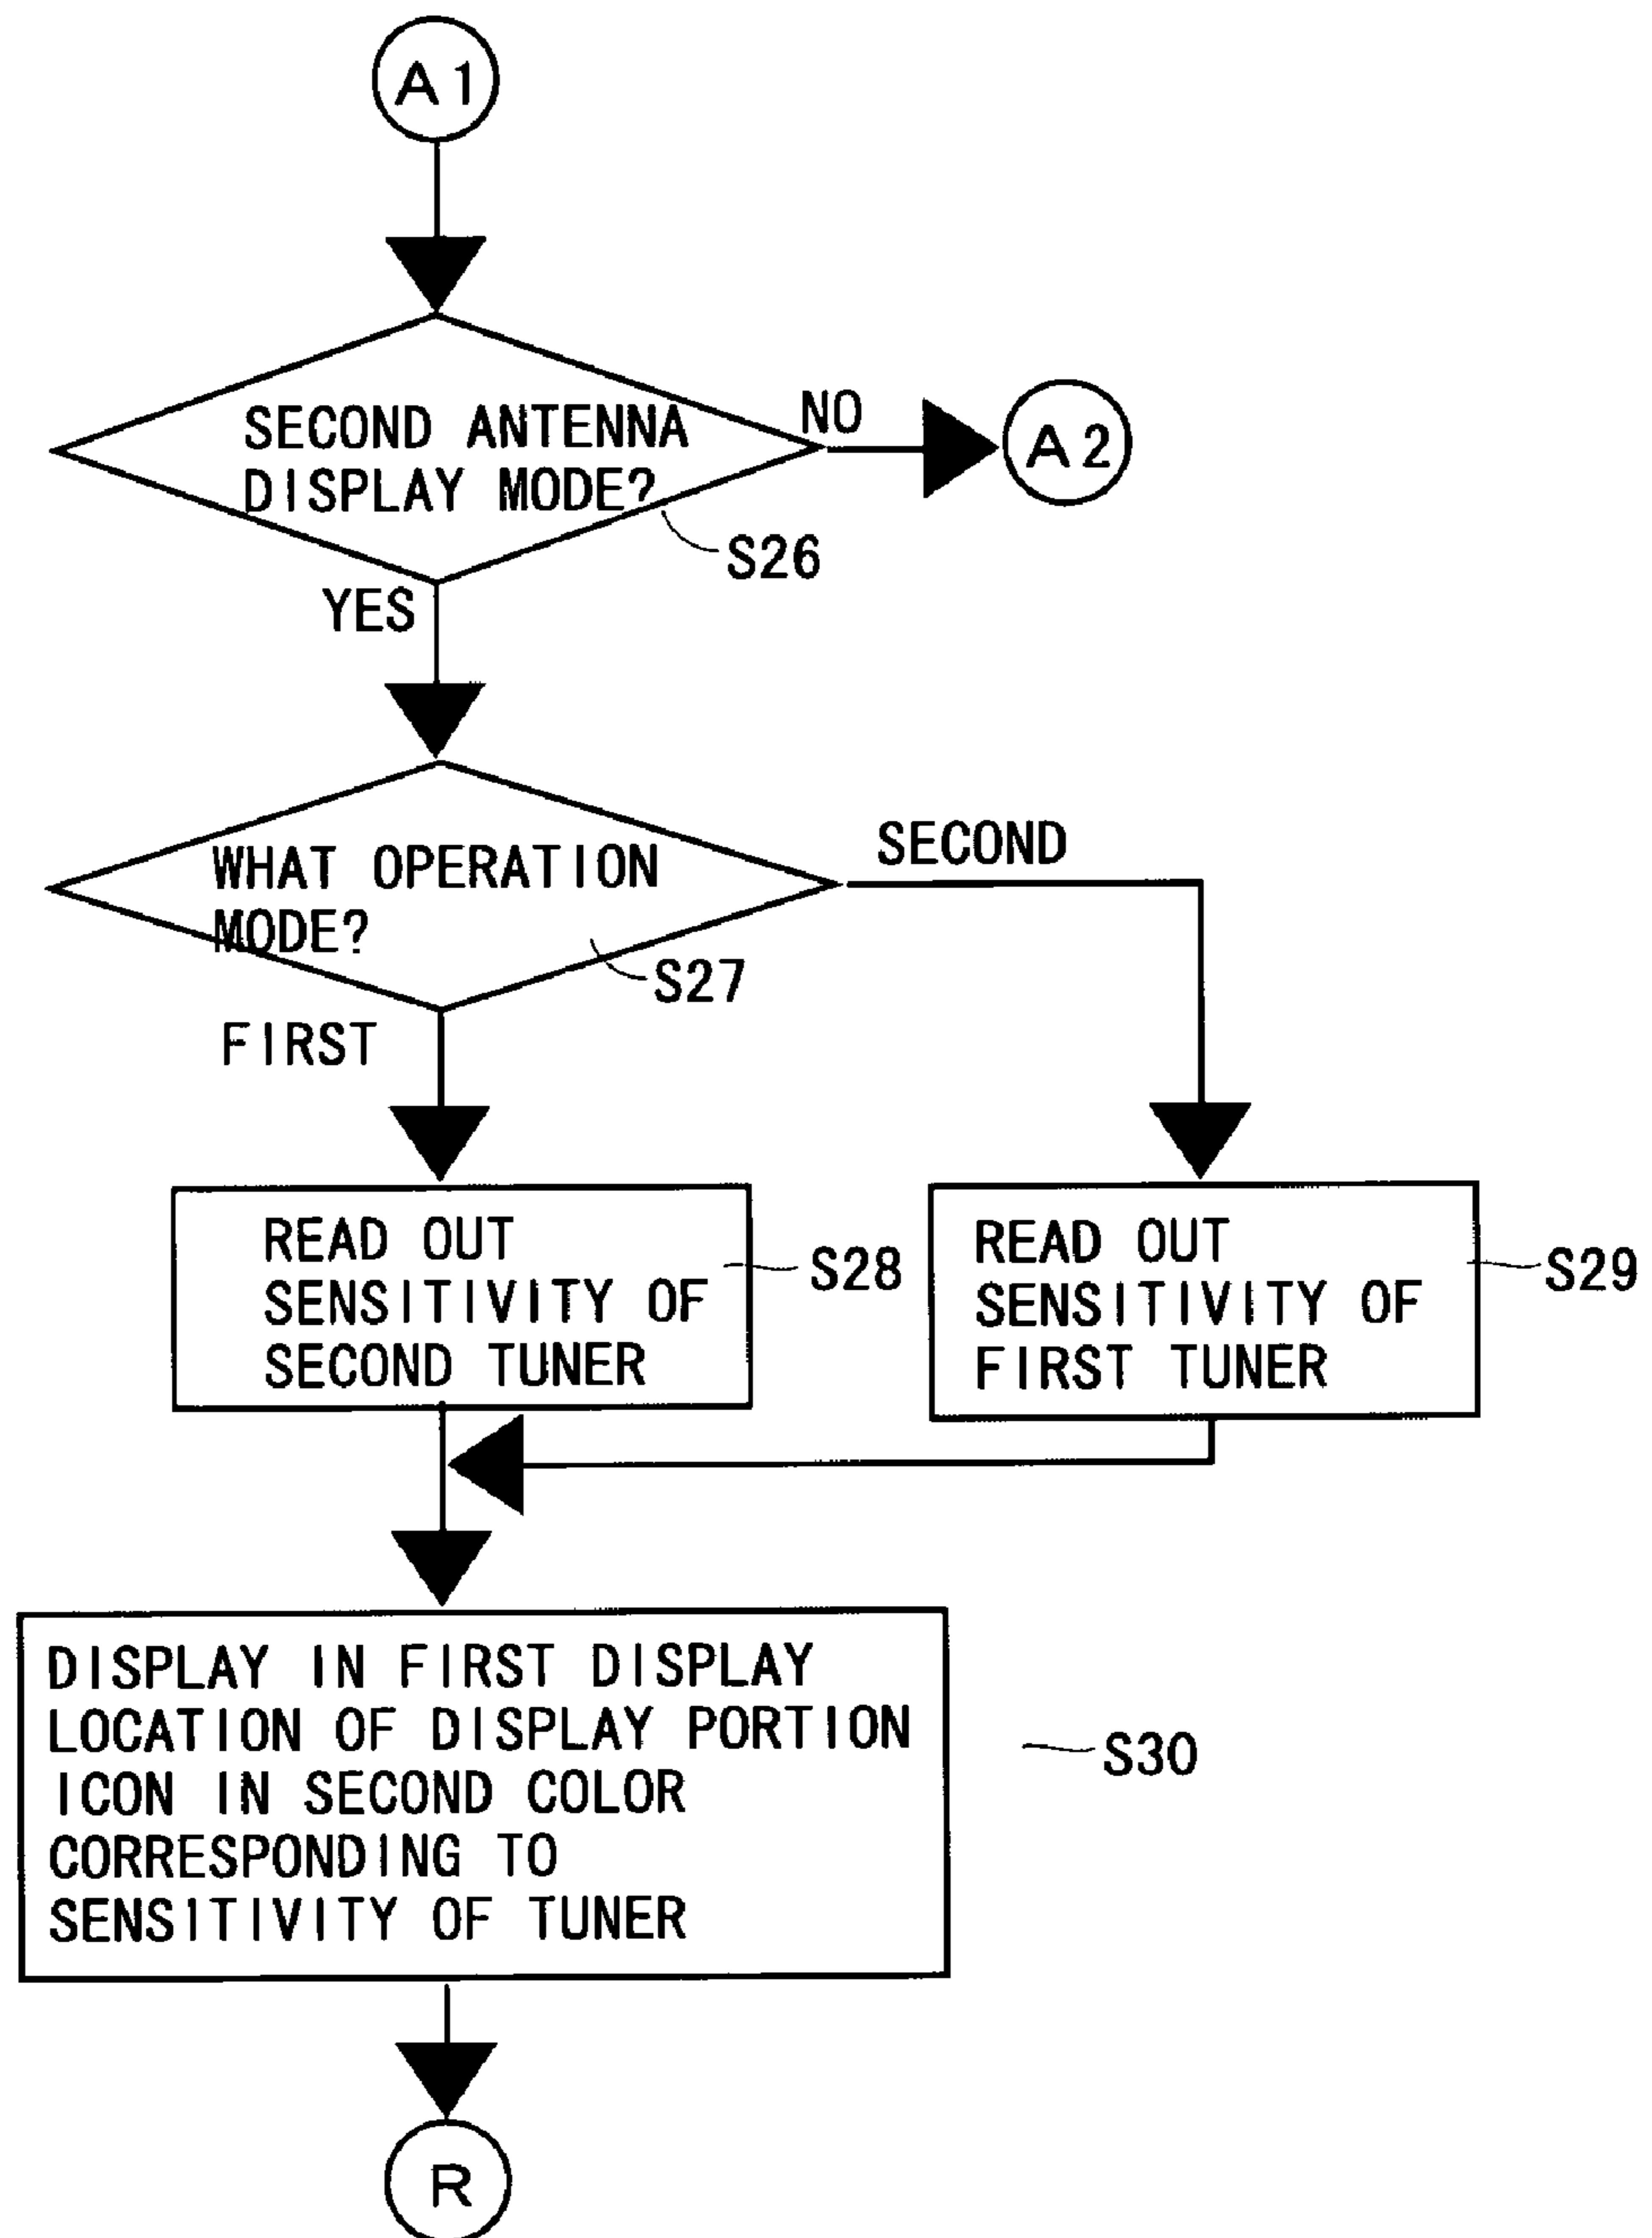 A1
SECOND ANTENNA
DISPLAY MODE?
NO
A2
S26
YES
WHAT OPERATION
MODE?
SECOND
S27
FIRST
READ OUT
SENSITIVITY OF
SECOND TUNER
S28
READ OUT
SENSITIVITY OF
FIRST TUNER
S29
DISPLAY IN FIRST DISPLAY
LOCATION OF DISPLAY PORTION
ICON IN SECOND COLOR
CORRESPONDING TO
SENSITIVITY OF TUNER
S30
R